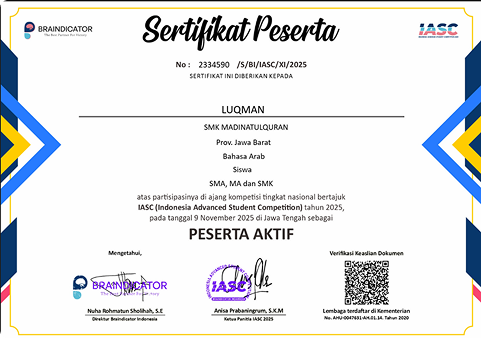 BRAINDICATOR
Sertifikat Peserta
IASC
No : 2334590 /S/BI/IASC/XI/2025
SERTIFIKAT INI DIBERIKAN KEPADA
LUQMAN
SMK MADINATULQURAN
Prov. Jawa Barat
Bahasa Arab
Siswa
SMA, MA dan SMK
atas partisipasinya di ajang kompetisi tingkat nasional bertajuk
IASC (Indonesia Advanced Student Competition) tahun 2025,
pada tanggal 9 November 2025 di Jawa Tengah sebagai
PESERTA AKTIF
Mengetahui,
Verifikasi Keaslian Dokumen
BRAINDICATOR
IASC
Nuha Rohmatun Sholihah, S.E
Direktur Braindicator Indonesia
Anisa Prabaningrum, S.K.M
Ketua Panitia IASC 2025
Lembaga terdaftar di Kementerian
No. AHU-0047631-AH.01.14. Tahun 2020